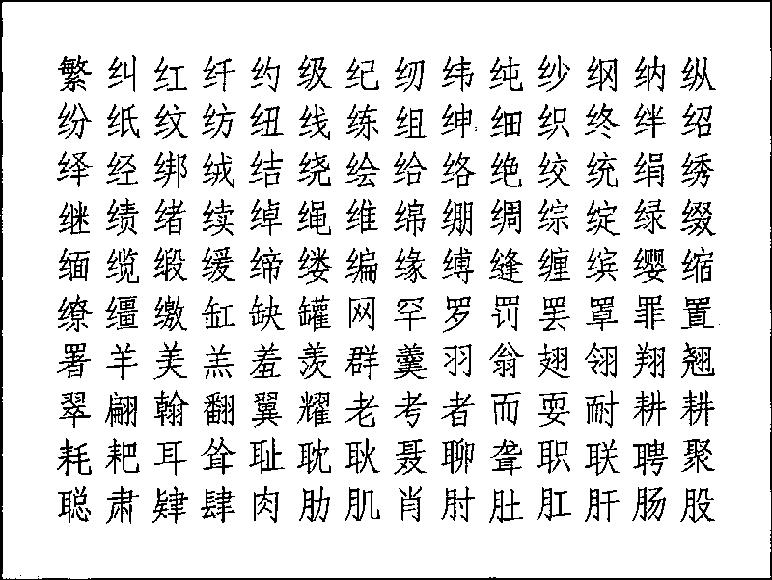 繁纠红纤约级纪纫纬纯纱纲纳纵
纷纸纹纺纽线练组绅细织终绊绍
绎经绑绒结绕绘给络绝绞统绢绣
继绩绪续绰绳维绵绷绸综绽绿缀
缅缆缎缓缔缕编缘缚缝缠缤缨缩
缭缰缴缸缺罐网罕罗罚罢罩罪置
署羊美羔羞羡群羹羽翁翅翎翔翘
翠翩翰翻翼耀老考者而耍耐耕耕
耗耙耳耸耻耽耿聂聊聋职联聘聚
聪肃肄肆肉肋肌肖肘肚肛肝肠股